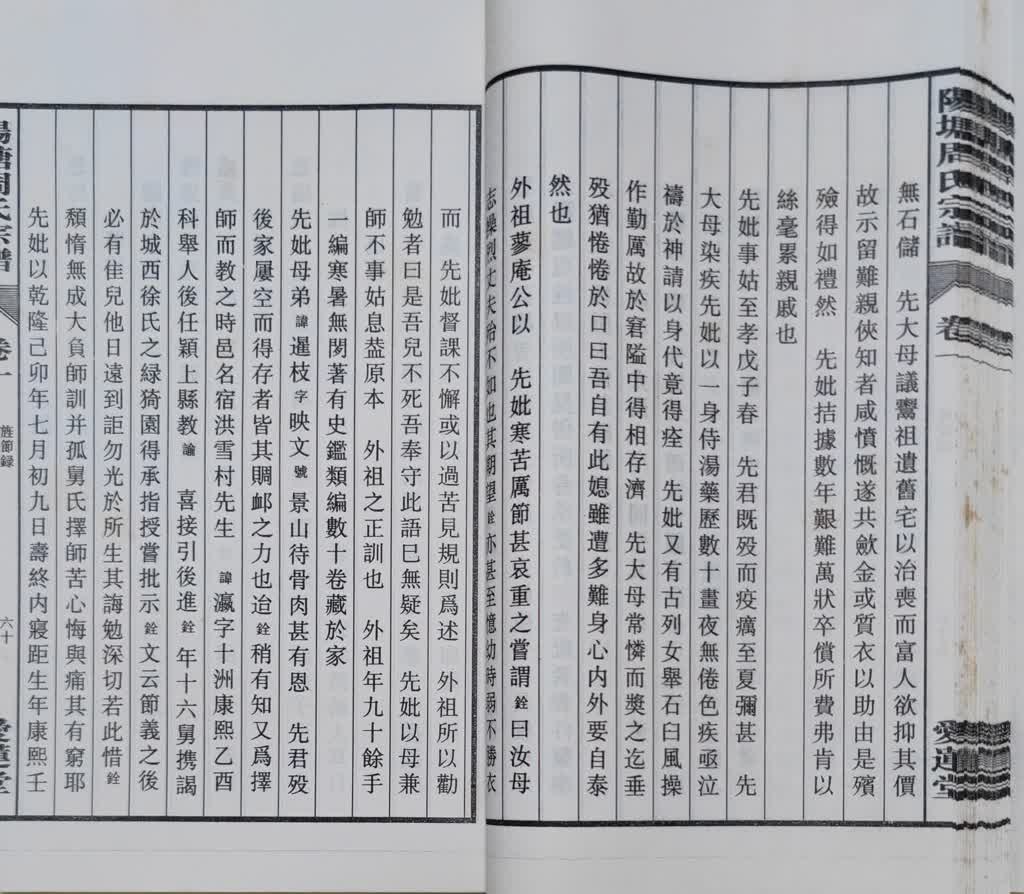 陽塘周氏宗譜 卷一 愛蓮堂
無石儲 先大母議鬻祖遺舊宅以治喪而富人欲抑其價
故示留難親俠知者咸憤慨遂共斂金或質衣以助由是殯
殮得如禮然 先妣拮據數年艱難萬狀卒償所費弗肯以
絲毫累親戚也
先妣事姑至孝戊子春 先君既歿而疫癘至夏彌甚 先
大母染疾先妣以一身侍湯藥歷數十晝夜無倦色疾亟泣
禱於神請以身代竟得痊 先妣又有古列女舉石臼風操
作勤厲故於窘隘中得相存濟 先大母常憐而獎之迄垂
歿猶惓惓於口曰吾自有此媳雖遭多難身心内外要自泰
然也
外祖蓼庵公以 先妣寒苦厲節甚哀重之嘗謂銓曰汝母
志操烈丈夫殆不如也其期望銓亦甚至憶幼時弱不勝衣
而 先妣督課不懈或以過苦見規則爲述 外祖所以勸
勉者曰是吾兒不死吾奉守此語巳無疑矣 先妣以母兼
師不事姑息葢原本 外祖之正訓也 外祖年九十餘手
一編寒暑無閡著有史鑑類編數十卷藏於家
先妣母弟諱暹枝字映文號景山待骨肉甚有恩 先君歿
後家屢空而得存者皆其賙卹之力也迨銓稍有知又爲擇
師而教之時邑名宿洪雪村先生 諱瀛字十洲康熙乙酉
科舉人後任穎上縣教諭 喜接引後進銓年十六舅携謁
於城西徐氏之緑猗園得承指授嘗批示銓文云節義之後
必有佳兒他日遠到詎勿光於所生其誨勉深切若此惜銓
頹惰無成大負師訓并孤舅氏擇師苦心悔與痛其有窮耶
先妣以乾隆己卯年七月初九日壽終内寢距生年康熙壬
陽塘周氏宗譜 卷一 旌節録 六十 愛蓮堂